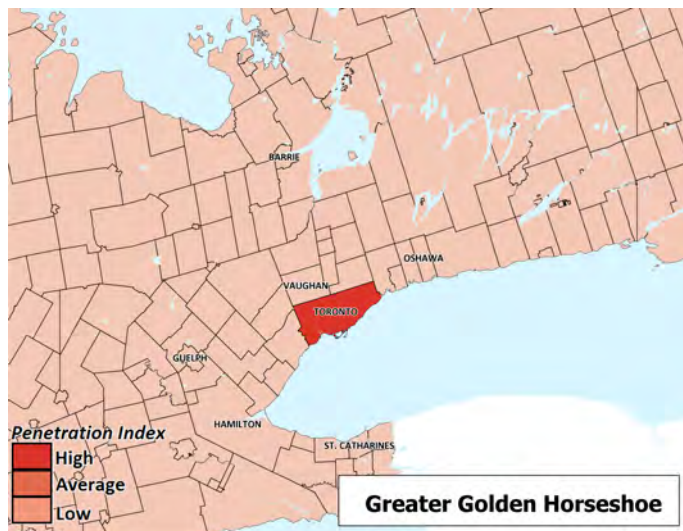 BARRIE
OSHAWA
VAUGHAN
TORONTO
GUELPH
HAMILTON
ST. CATHARINES
Penetration Index
High
Average
Low
Greater Golden Horseshoe